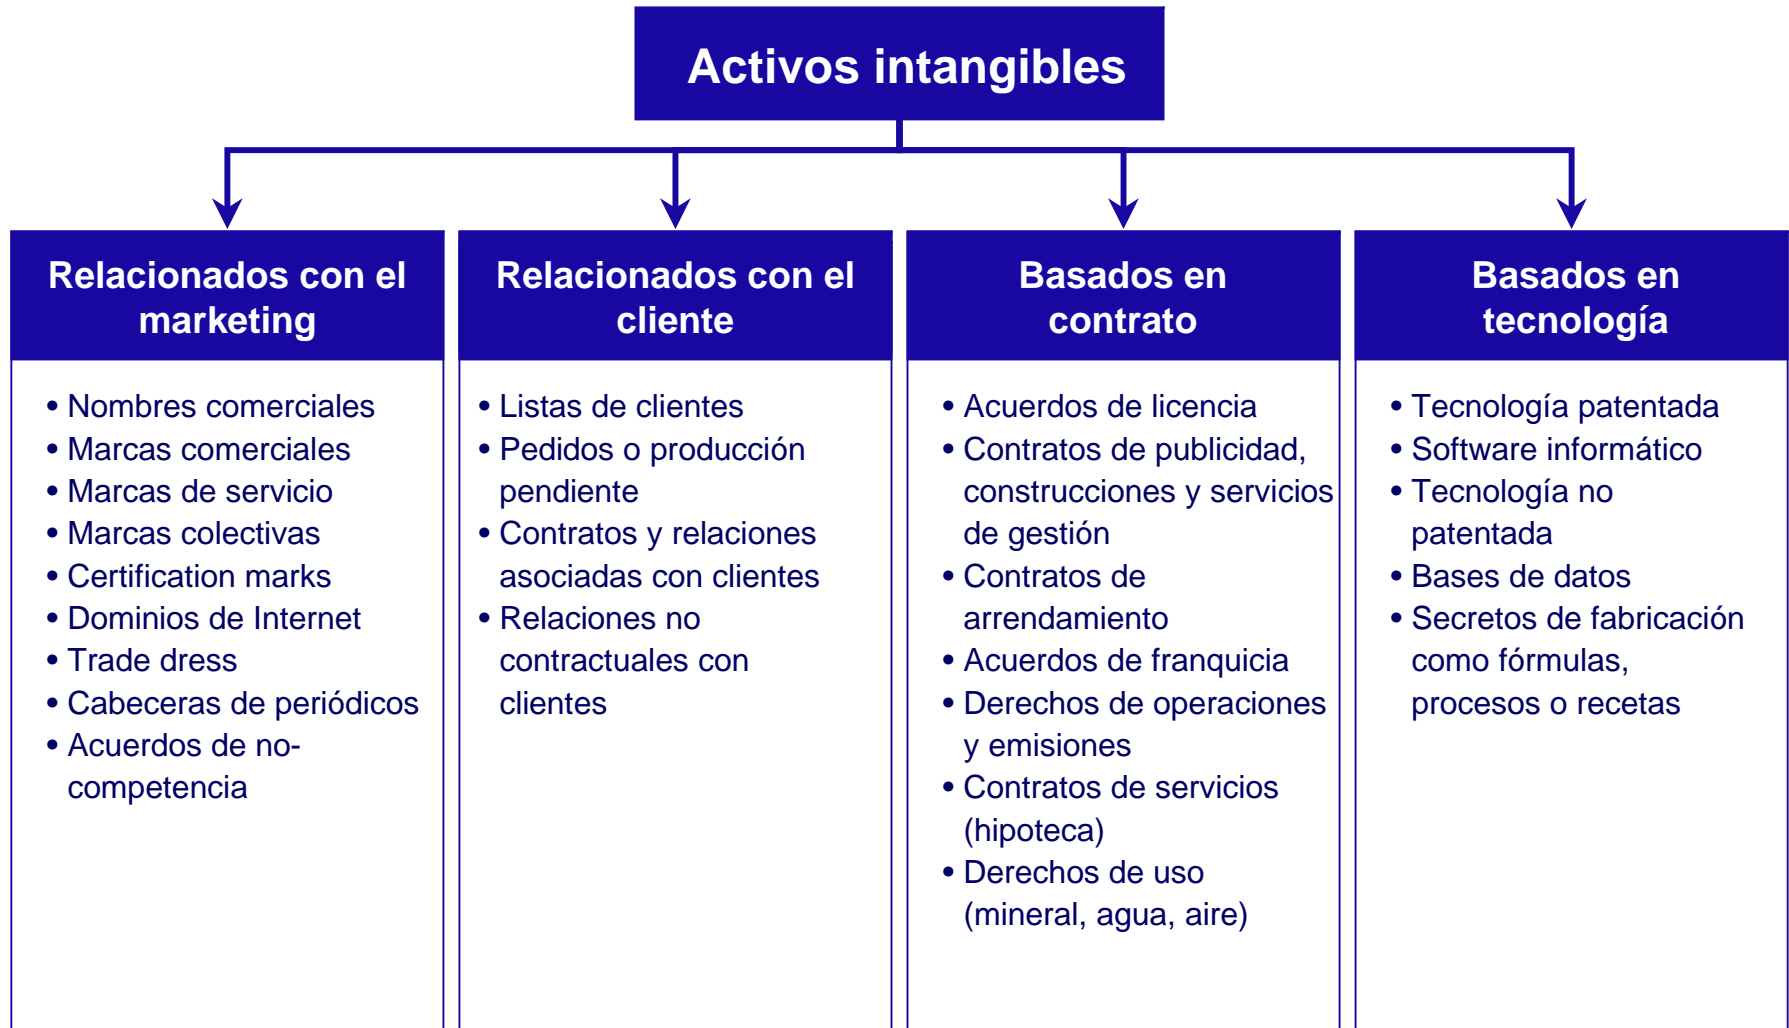 Activos intangibles
Relacionados con el
marketing
• Nombres comerciales
• Marcas comerciales
• Marcas de servicio
• Marcas colectivas
• Certification marks
• Dominios de Internet
• Trade dress
• Cabeceras de periódicos
• Acuerdos de no-
competencia
Relacionados con el
cliente
• Listas de clientes
• Pedidos o producción
pendiente
• Contratos y relaciones
asociadas con clientes
• Relaciones no
contractuales con
clientes
Basados en
contrato
• Acuerdos de licencia
• Contratos de publicidad,
construcciones y servicios
de gestión
• Contratos de
arrendamiento
• Acuerdos de franquicia
• Derechos de operaciones
y emisiones
• Contratos de servicios
(hipoteca)
• Derechos de uso
(mineral, agua, aire)
Basados en
tecnología
• Tecnología patentada
• Software informático
• Tecnología no
patentada
• Bases de datos
• Secretos de fabricación
como fórmulas,
procesos o recetas